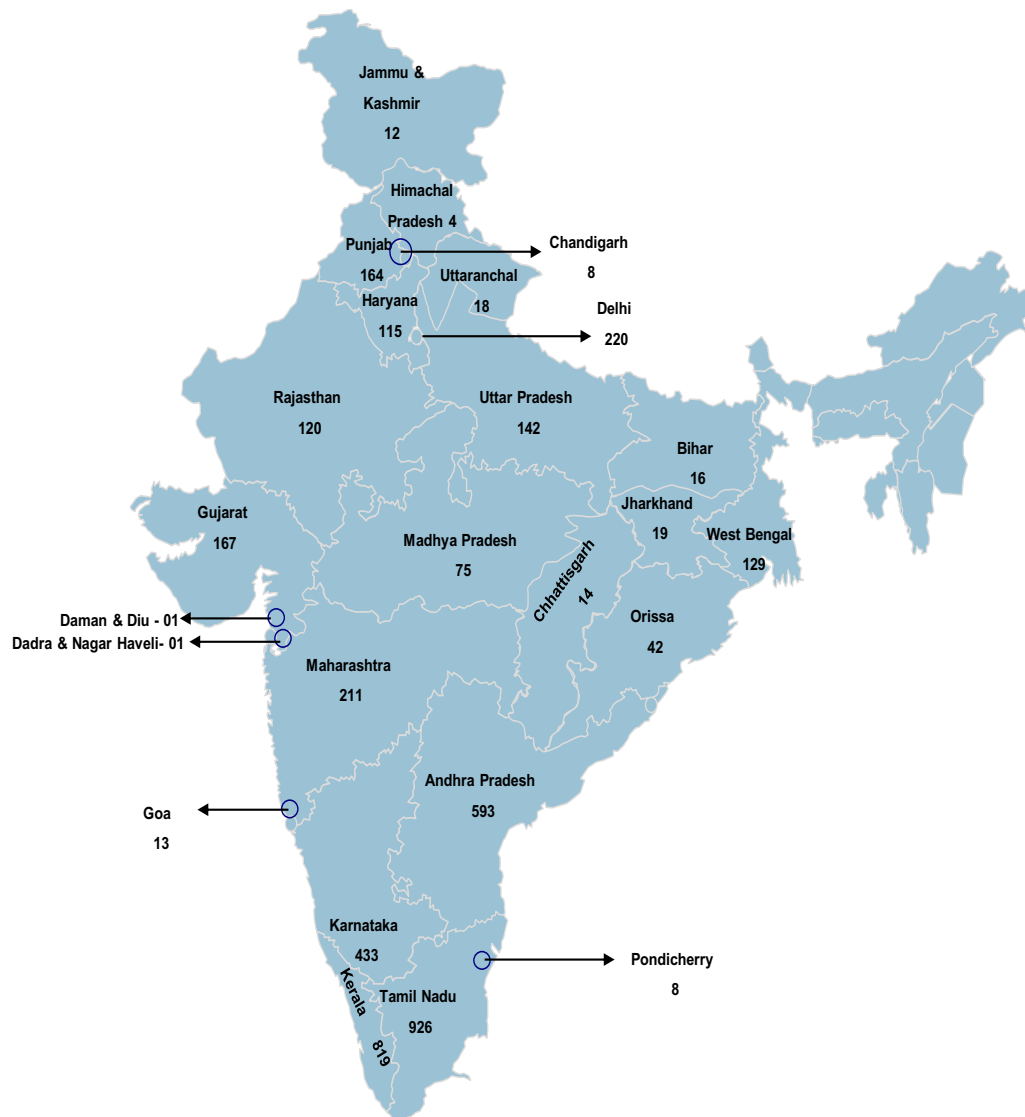 Jammu &
Kashmir
12
Himachal
Pradesh 4
Punjab
164
Chandigarh
8
Uttaranchal
18
Haryana
115
Delhi
220
Rajasthan
120
Uttar Pradesh
142
Bihar
16
Gujarat
167
Jharkhand
19
Madhya Pradesh
75
West Bengal
129
Chhattisgarh
14
Orissa
42
Daman & Diu - 01
Dadra & Nagar Haveli- 01
Maharashtra
211
Andhra Pradesh
593
Goa
13
Karnataka
433
Pondicherry
8
Kerala
819
Tamil Nadu
926